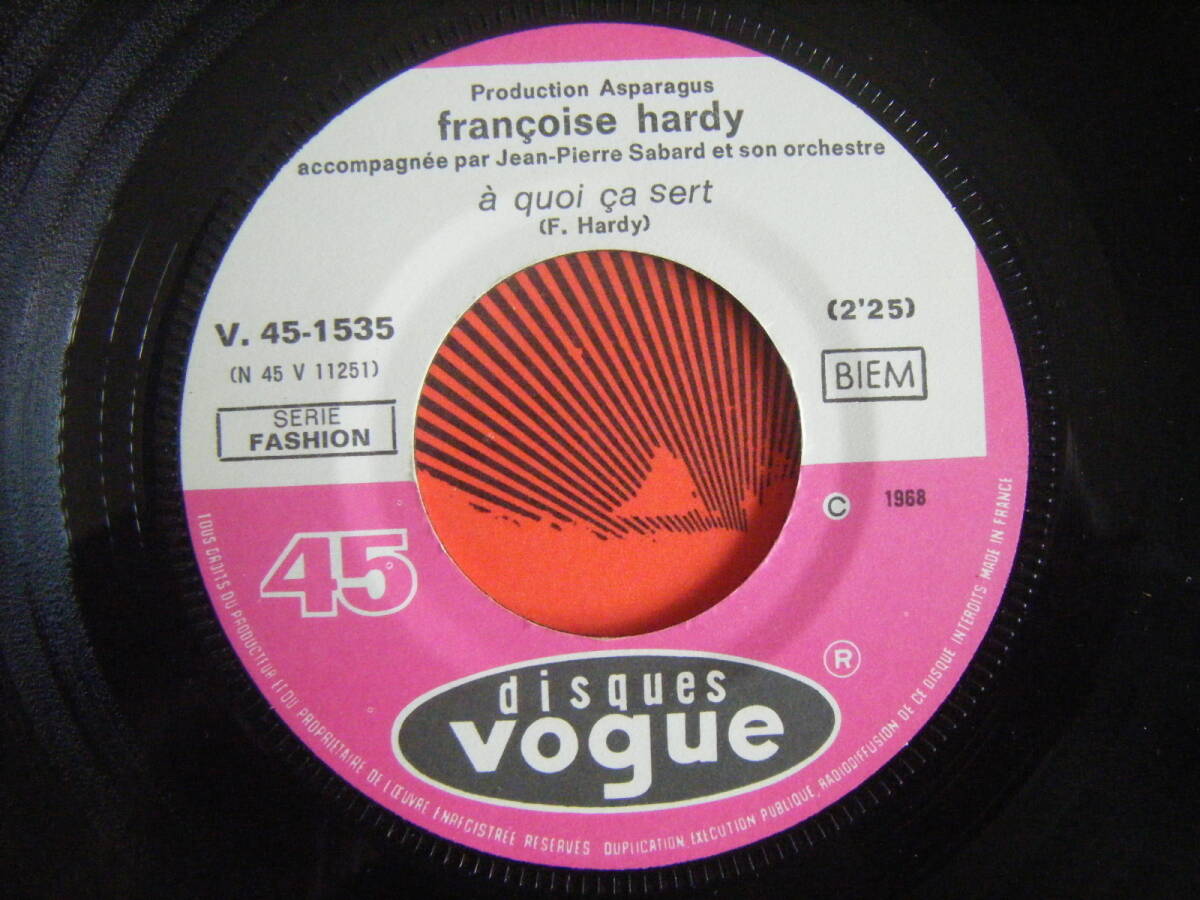 Production Asparagus
françoise hardy
accompagnée par Jean-Pierre Sabard et son orchestre
à quoi ça sert
(F. Hardy)
V. 45-1535
(2'25)
(N 45 V 11251)
BIEM
SERIE
FASHION
C 1968
45
R
disques
vogue
TOUS DROITS DU PRODUCTEUR ET DU PROPRIETAIRE DE L'ŒUVRE ENREGISTRÉE RESERVES DUPLICATION, EXÉCUTION PUBLIQUE, RADIODIFFUSION DE CE DISQUE INTERDITS MADE IN FRANCE